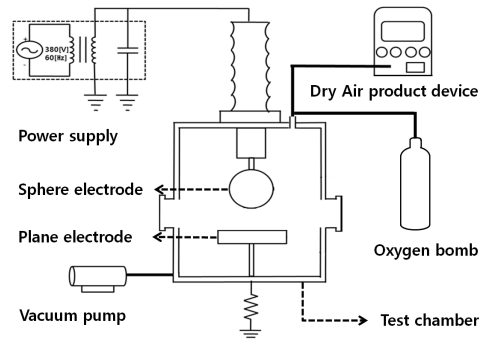 380[V]
60[Hz]
Dry Air product device
Power supply
Sphere electrode
Plane electrode
Oxygen bomb
Vacuum pump
Test chamber